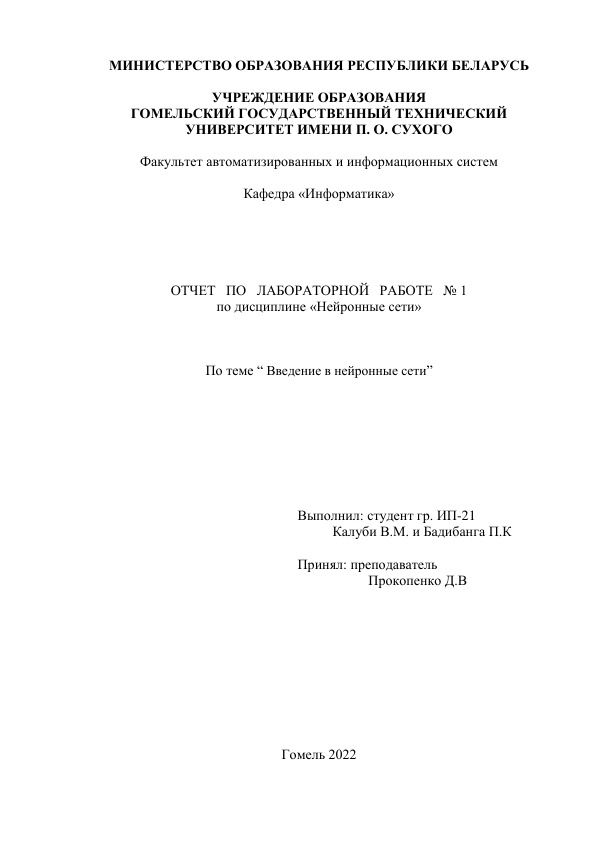 МИНИСТЕРСТВО ОБРАЗОВАНИЯ РЕСПУБЛИКИ БЕЛАРУСЬ
УЧРЕЖДЕНИЕ ОБРАЗОВАНИЯ
ГОМЕЛЬСКИЙ ГОСУДАРСТВЕННЫЙ ТЕХНИЧЕСКИЙ
УНИВЕРСИТЕТ ИМЕНИ П. О. СУХОГО
Факультет автоматизированных и информационных систем
Кафедра «Информатика»
ОТЧЕТ ПО ЛАБОРАТОРНОЙ РАБОТЕ № 1
по дисциплине «Нейронные сети»
По теме “ Введение в нейронные сети”
Выполнил: студент гр. ИП-21
Калуби В.М. и Бадибанга П.К
Принял: преподаватель
Прокопенко Д.В
Гомель 2022